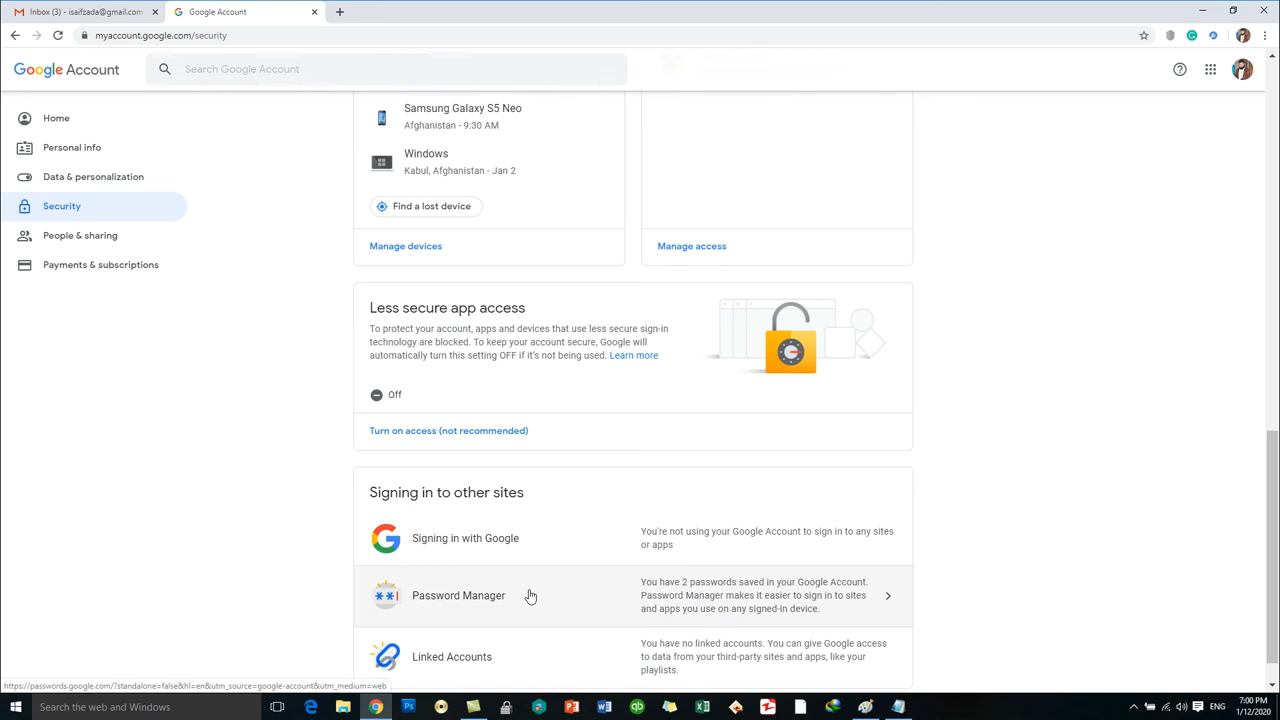 Inbox (3) - isaifzada@gmail.com
Google Account
myaccount.google.com/security
Google Account
Search Google Account
Home
Personal info
Data & personalization
Security
People & sharing
Payments & subscriptions
Samsung Galaxy S5 Neo
Afghanistan - 9:30 AM
Windows
Kabul, Afghanistan - Jan 2
Find a lost device
Manage devices
Manage access
Less secure app access
To protect your account, apps and devices that use less secure sign-in
technology are blocked. To keep your account secure, Google will
automatically turn this setting OFF if it's not being used. Learn more
Off
Turn on access (not recommended)
Signing in to other sites
Signing in with Google
You're not using your Google Account to sign in to any sites
or apps
Password Manager
You have 2 passwords saved in your Google Account.
Password Manager makes it easier to sign in to sites
and apps you use on any signed-in device.
Linked Accounts
You have no linked accounts. You can give Google access
to data from your third-party sites and apps, like your
playlists.
https://passwords.google.com/?standalone=false&hl=en&utm_source=google-account&utm_medium=web
Search the web and Windows
ENG
7:00 PM
1/12/2020